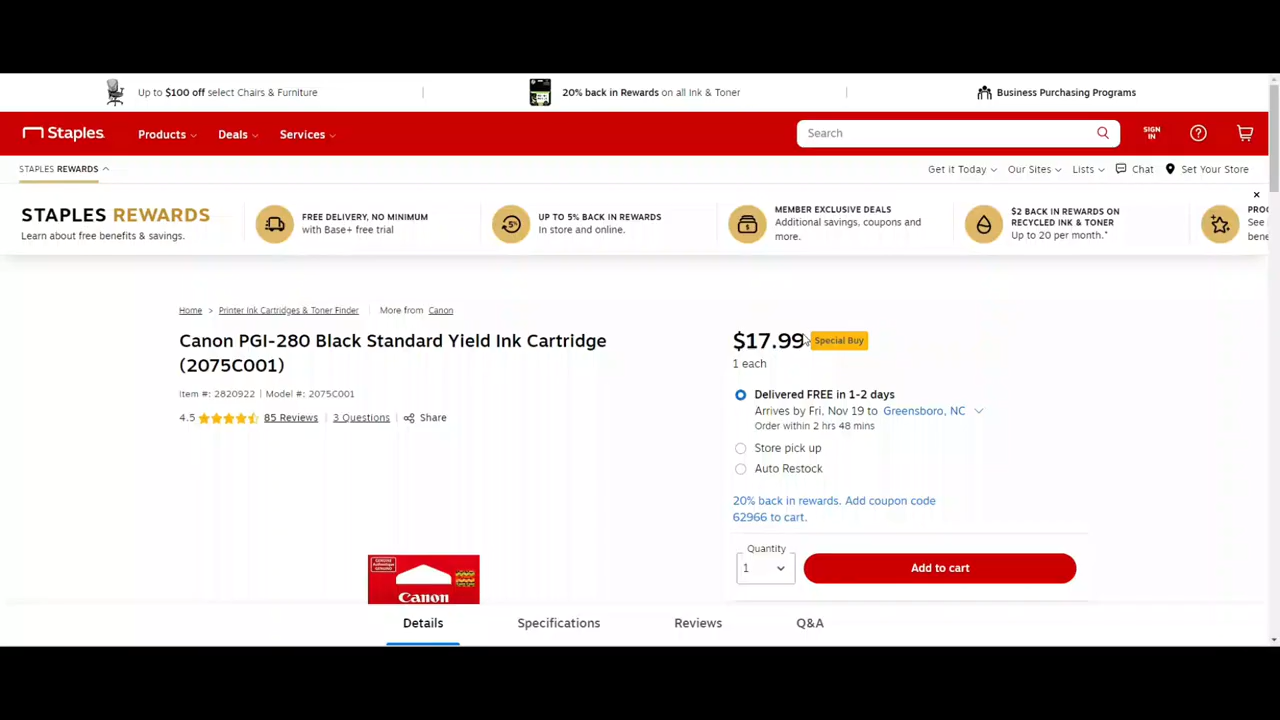 Up to $100 off select Chairs & Furniture
20% back in Rewards on all Ink & Toner
Business Purchasing Programs
Staples
Products
Deals
Services
Search
SIGN IN
STAPLES REWARDS
Get it Today
Our Sites
Lists
Chat
Set Your Store
STAPLES REWARDS
Learn about free benefits & savings.
FREE DELIVERY, NO MINIMUM
with Base+ free trial
5%
UP TO 5% BACK IN REWARDS
In store and online.
MEMBER EXCLUSIVE DEALS
Additional savings, coupons and
more.
$2 BACK IN REWARDS ON
RECYCLED INK & TONER
Up to 20 per month.*
PROC
See
bene
Home > Printer Ink Cartridges & Toner Finder | More from Canon
Canon PGI-280 Black Standard Yield Ink Cartridge
(2075C001)
Item #: 2820922 | Model #: 2075C001
4.5 85 Reviews | 3 Questions | Share
$17.99 Special Buy
1 each
Delivered FREE in 1-2 days
Arrives by Fri, Nov 19 to Greensboro, NC
Order within 2 hrs 48 mins
Store pick up
Auto Restock
20% back in rewards. Add coupon code
62966 to cart.
Quantity
1
Add to cart
Canon
Details
Specifications
Reviews
Q&A